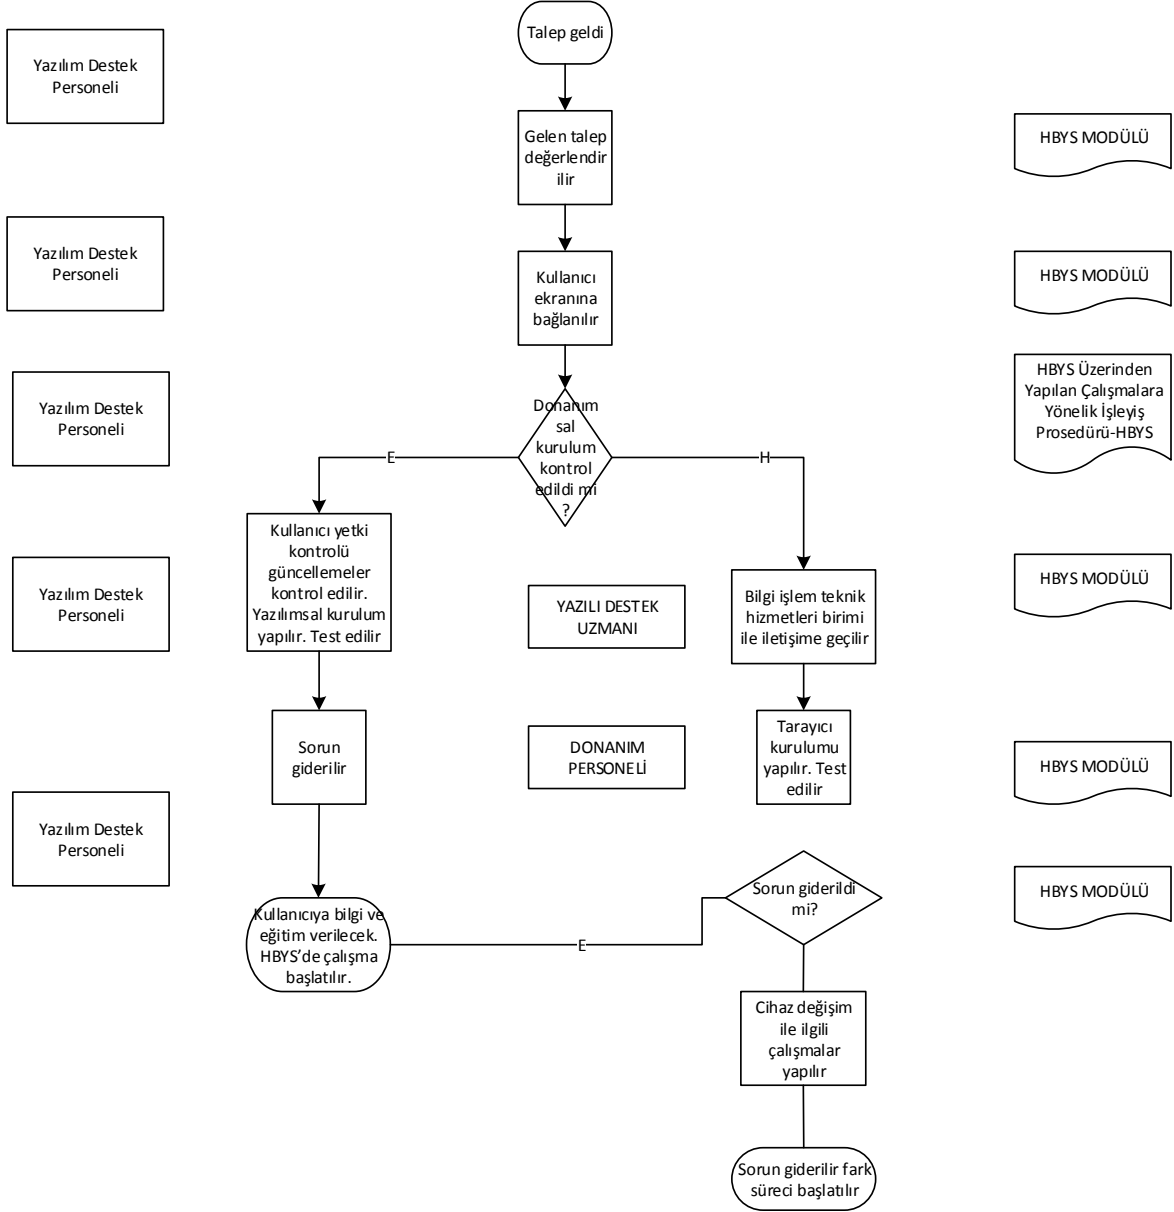 Talep geldi
Yazılım Destek
Personeli
Gelen talep
değerlendir
ilir
HBYS MODÜLÜ
Yazılım Destek
Personeli
Kullanıcı
ekranına
bağlanılır
HBYS MODÜLÜ
Yazılım Destek
Personeli
Donanım
sal
kurulum
kontrol
edildi mi
?
HBYS Üzerinden
Yapılan Çalışmalara
Yönelik İşleyiş
Prosedürü-HBYS
E
H
Yazılım Destek
Personeli
Kullanıcı yetki
kontrolü
güncellemeler
kontrol edilir.
Yazılımsal kurulum
yapılır. Test edilir
YAZILI DESTEK
UZMANI
Bilgi işlem teknik
hizmetleri birimi
ile iletişime geçilir
HBYS MODÜLÜ
Sorun
giderilir
DONANIM
PERSONELİ
Tarayıcı
kurulumu
yapılır. Test
edilir
HBYS MODÜLÜ
Yazılım Destek
Personeli
Sorun giderildi
mi?
HBYS MODÜLÜ
Kullanıcıya bilgi ve
eğitim verilecek.
HBYS’de çalışma
başlatılır.
E
Cihaz değişim
ile ilgili
çalışmalar
yapılır
Sorun giderilir fark
süreci başlatılır